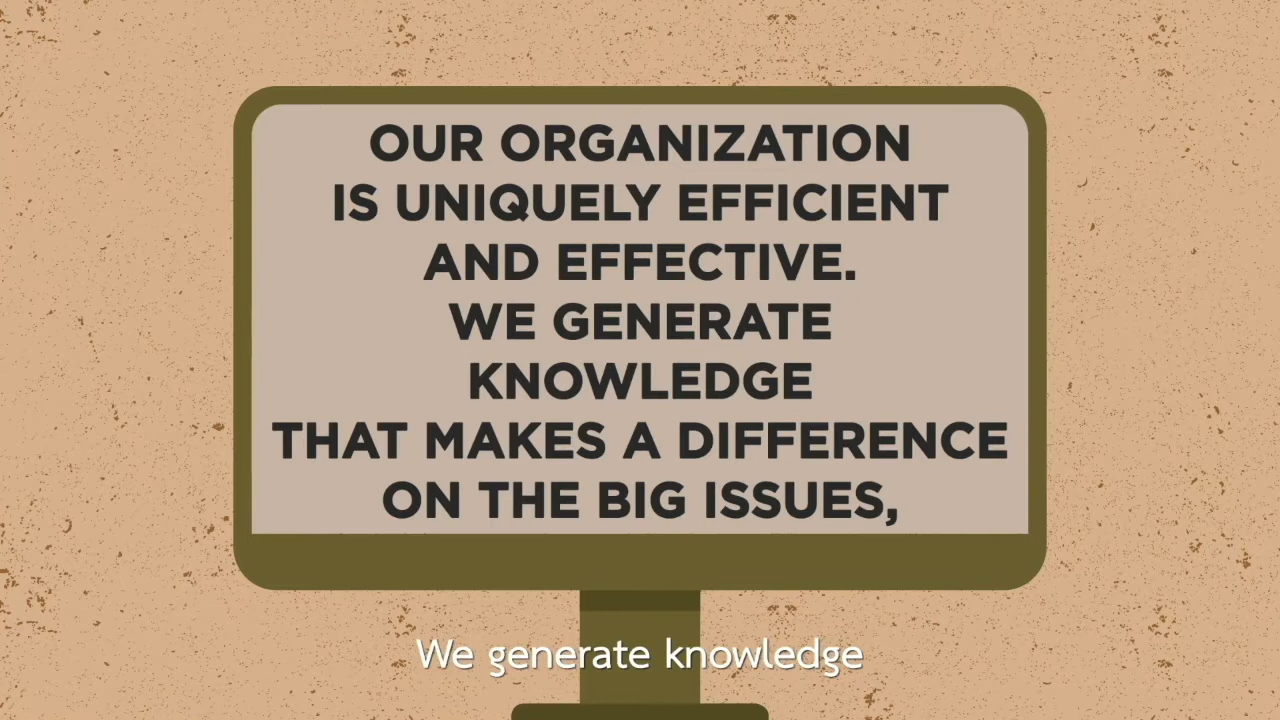 OUR ORGANIZATION
IS UNIQUELY EFFICIENT
AND EFFECTIVE.
WE GENERATE
KNOWLEDGE
THAT MAKES A DIFFERENCE
ON THE BIG ISSUES,
We generate knowledge